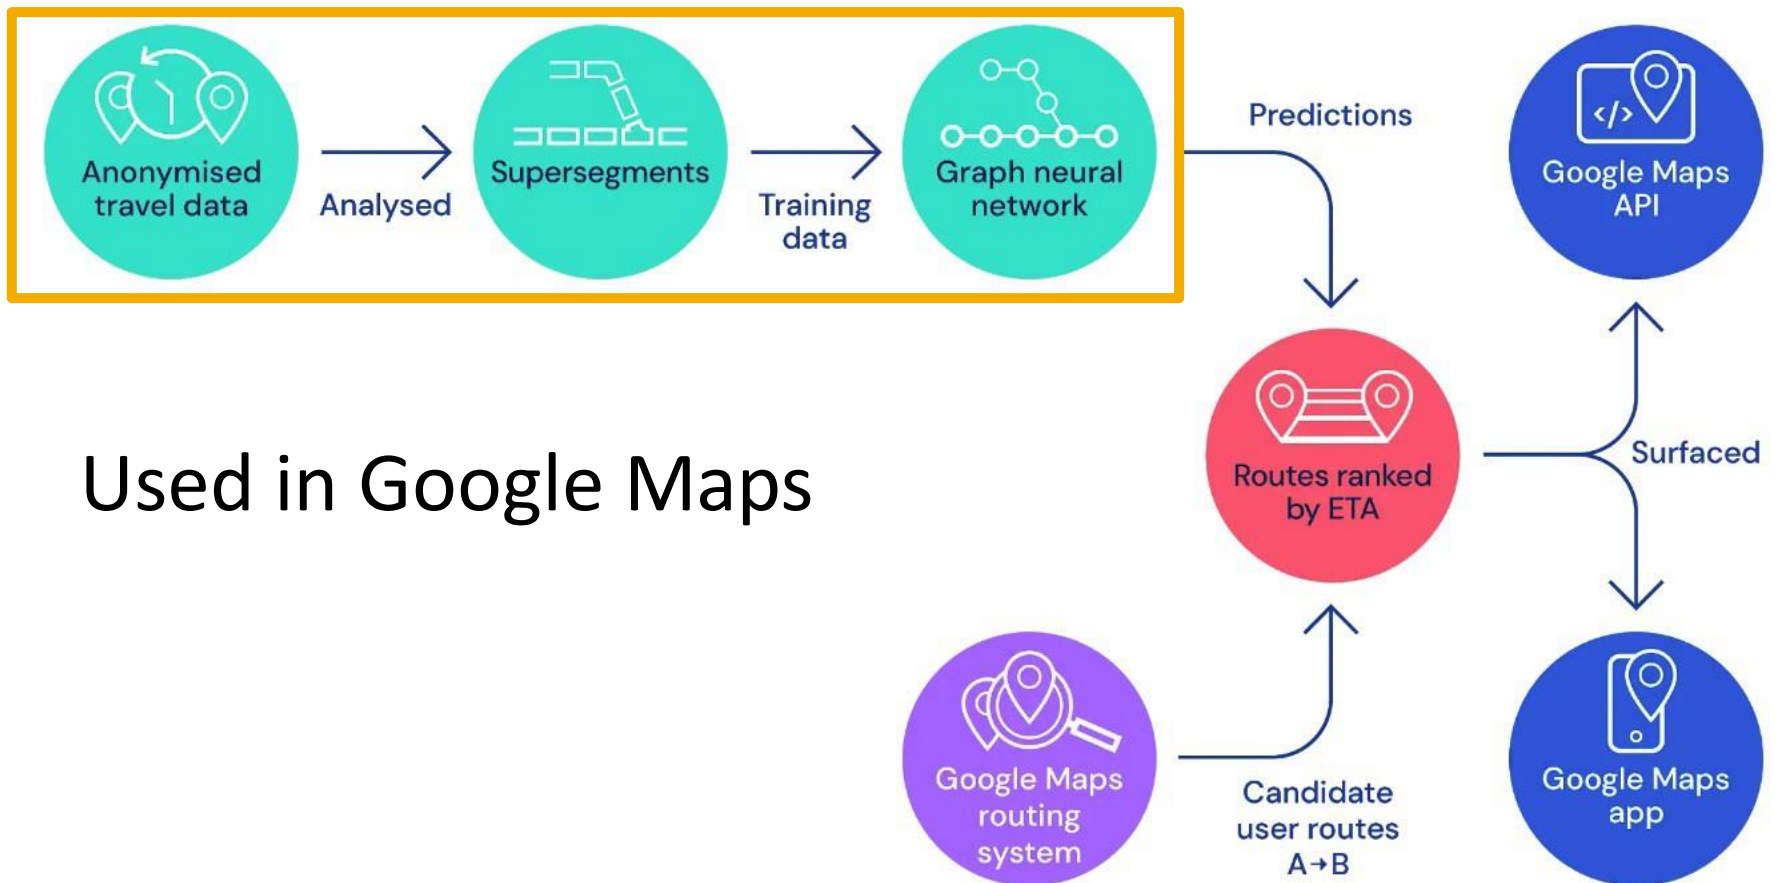 Anonymised
travel data
Analysed
Supersegments
Training
data
Graph neural
network
Predictions
</>
Google Maps
API
Used in Google Maps
Routes ranked
by ETA
Surfaced
Google Maps
routing
system
Candidate
user routes
A→B
Google Maps
app